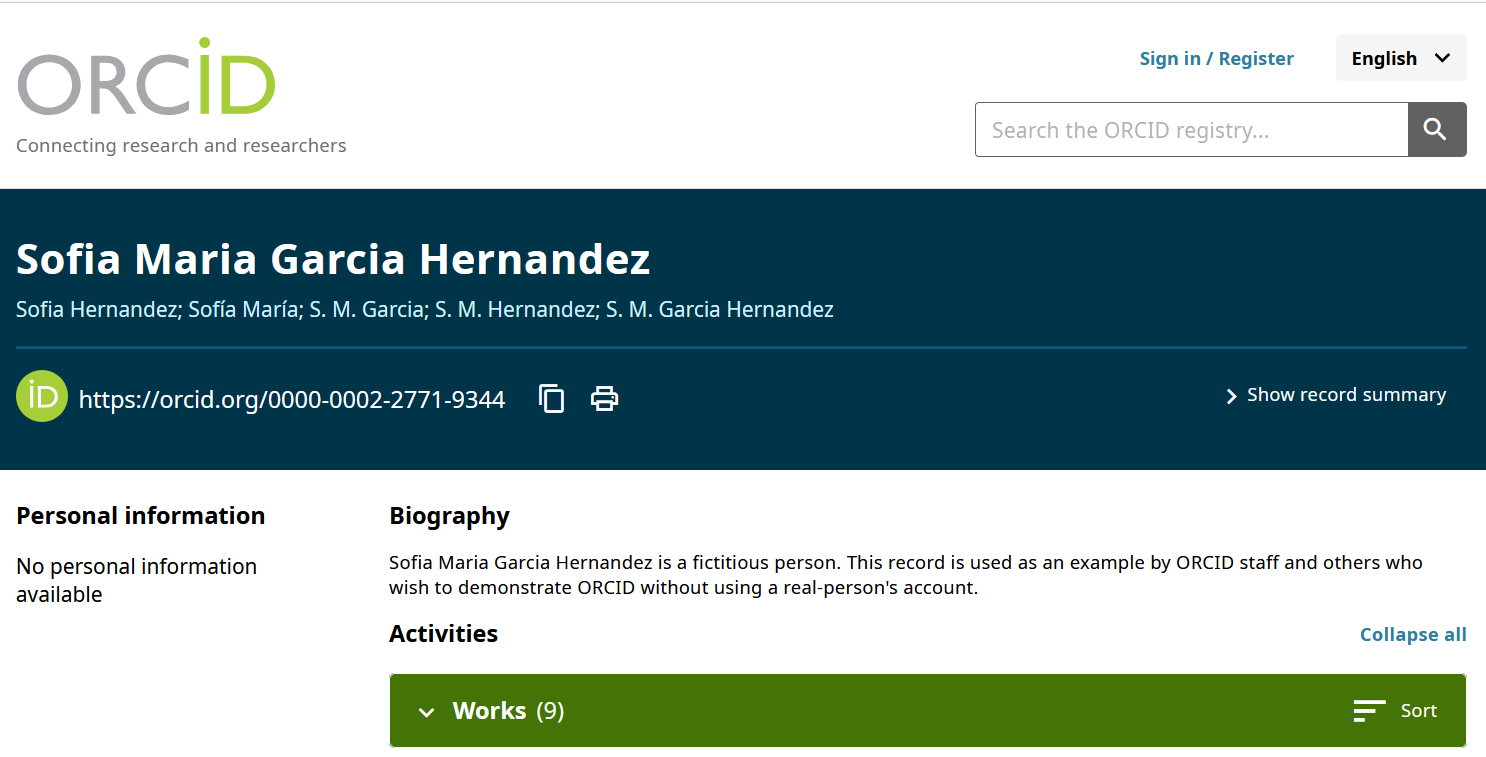 ORCiD
Connecting research and researchers
Sign in / Register
English
Search the ORCID registry...
Sofia Maria Garcia Hernandez
Sofia Hernandez; Sofía María; S. M. Garcia; S. M. Hernandez; S. M. Garcia Hernandez
iD https://orcid.org/0000-0002-2771-9344
Show record summary
Personal information
No personal information
available
Biography
Sofia Maria Garcia Hernandez is a fictitious person. This record is used as an example by ORCID staff and others who
wish to demonstrate ORCID without using a real-person's account.
Activities
Collapse all
Works (9)
Sort